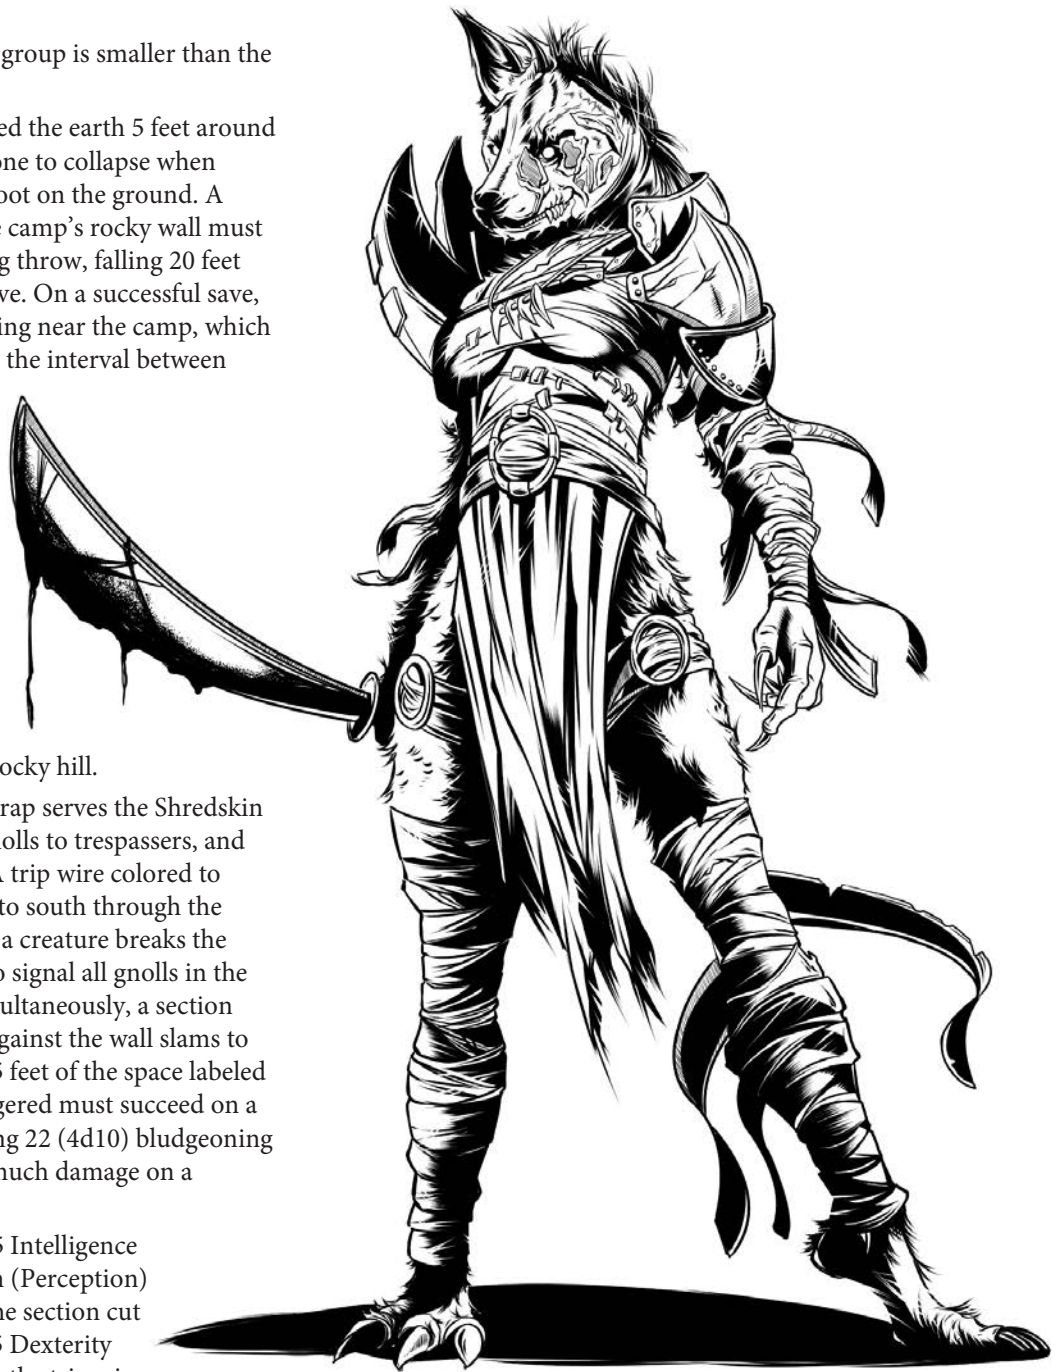 group is smaller than the
ed the earth 5 feet around
one to collapse when
oot on the ground. A
camp's rocky wall must
g throw, falling 20 feet
ve. On a successful save,
ing near the camp, which
the interval between
ocky hill.
rap serves the Shredskin
nolls to trespassers, and
trip wire colored to
to south through the
a creature breaks the
o signal all gnolls in the
ultaneously, a section
gainst the wall slams to
5 feet of the space labeled
gered must succeed on a
ng 22 (4d10) bludgeoning
much damage on a
5 Intelligence
(Perception)
ne section cut
5 Dexterity